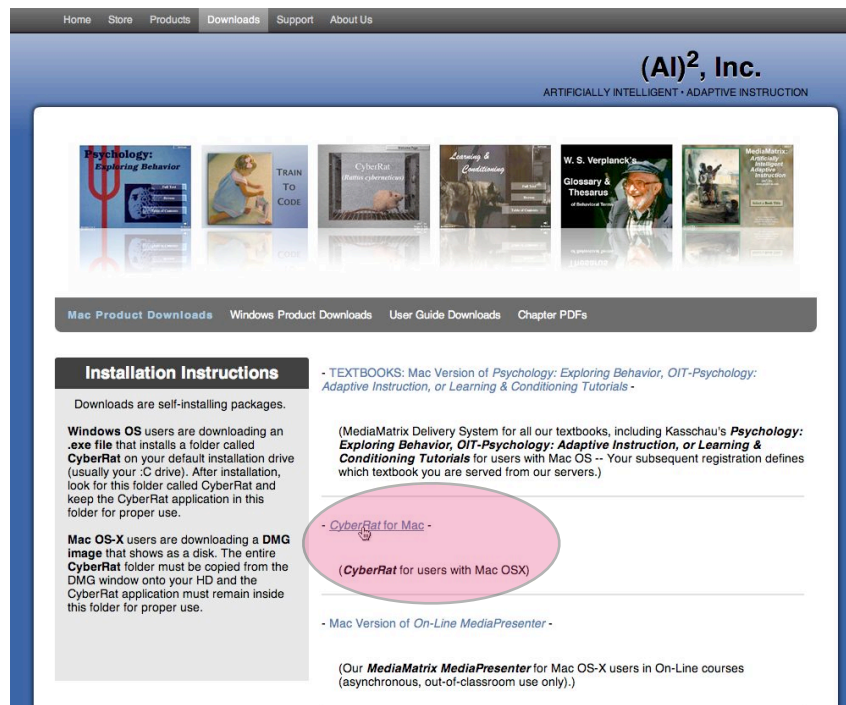 Home Store Products Downloads Support About Us
(AI)², Inc.
ARTIFICIALLY INTELLIGENT • ADAPTIVE INSTRUCTION
Psychology:
Exploring Behavior
TRAIN
TO
CODE
CyberRat
(Rattus cyberneticus)
Learning &
Conditioning
W. S. Verplanck's
Glossary &
Thesarus
of Behavioral Terms
MediaMatrix:
Artificially
Intelligent
Adaptive
Instruction
Mac Product Downloads Windows Product Downloads User Guide Downloads Chapter PDFs
Installation Instructions
Downloads are self-installing packages.
Windows OS users are downloading an
.exe file that installs a folder called
CyberRat on your default installation drive
(usually your :C drive). After installation,
look for this folder called CyberRat and
keep the CyberRat application in this
folder for proper use.
Mac OS-X users are downloading a DMG
image that shows as a disk. The entire
CyberRat folder must be copied from the
DMG window onto your HD and the
CyberRat application must remain inside
this folder for proper use.
- TEXTBOOKS: Mac Version of Psychology: Exploring Behavior, OIT-Psychology:
Adaptive Instruction, or Learning & Conditioning Tutorials -
(MediaMatrix Delivery System for all our textbooks, including Kasschau's Psychology:
Exploring Behavior, OIT-Psychology: Adaptive Instruction, or Learning &
Conditioning Tutorials for users with Mac OS -- Your subsequent registration defines
which textbook you are served from our servers.)
- CyberRat for Mac -
(CyberRat for users with Mac OSX)
- Mac Version of On-Line MediaPresenter -
(Our MediaMatrix MediaPresenter for Mac OS-X users in On-Line courses
(asynchronous, out-of-classroom use only).)